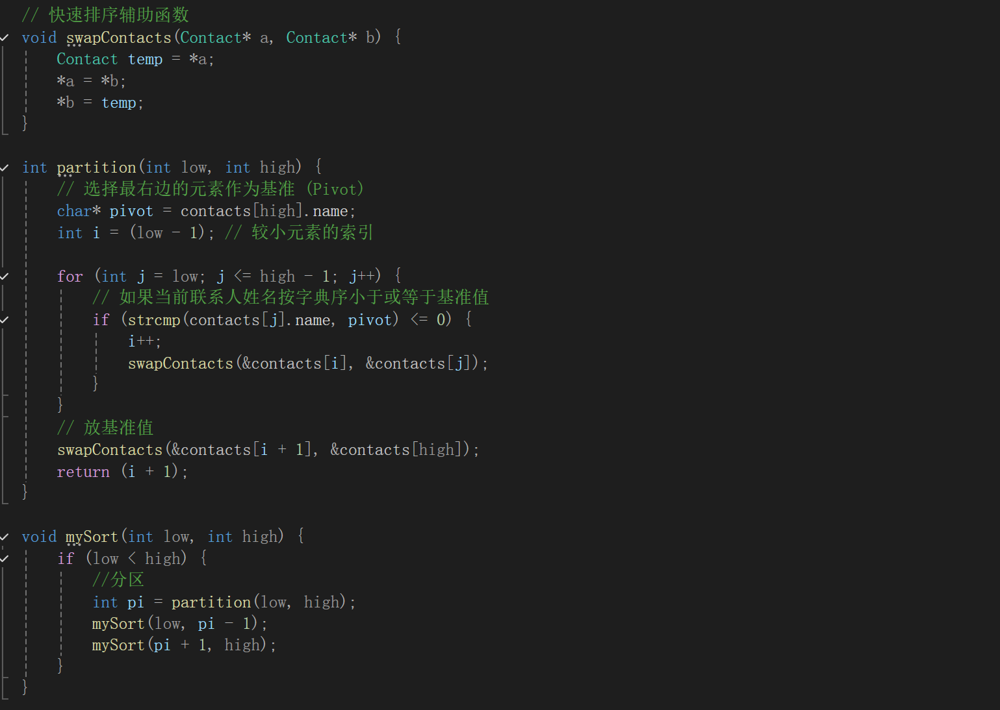 // 快速排序辅助函数
void swapContacts(Contact* a, Contact* b) {
    Contact temp = *a;
    *a = *b;
    *b = temp;
}

int partition(int low, int high) {
    // 选择最右边的元素作为基准 (Pivot)
    char* pivot = contacts[high].name;
    int i = (low - 1); // 较小元素的索引

    for (int j = low; j <= high - 1; j++) {
        // 如果当前联系人姓名按字典序小于或等于基准值
        if (strcmp(contacts[j].name, pivot) <= 0) {
            i++;
            swapContacts(&contacts[i], &contacts[j]);
        }
    }
    // 放基准值
    swapContacts(&contacts[i + 1], &contacts[high]);
    return (i + 1);
}

void mySort(int low, int high) {
    if (low < high) {
        //分区
        int pi = partition(low, high);
        mySort(low, pi - 1);
        mySort(pi + 1, high);
    }
}